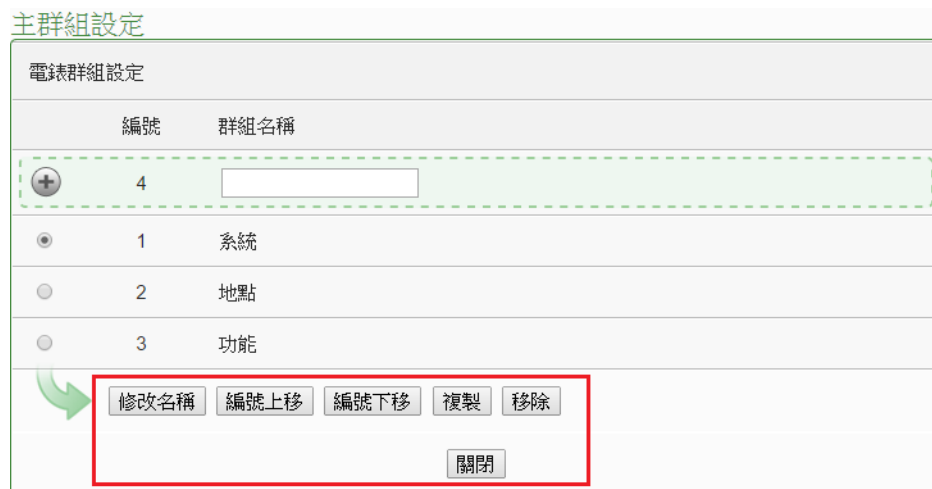 主群組設定
電錶群組設定
編號 群組名稱
4
1 系統
2 地點
3 功能
修改名稱 編號上移 編號下移 複製 移除
關閉